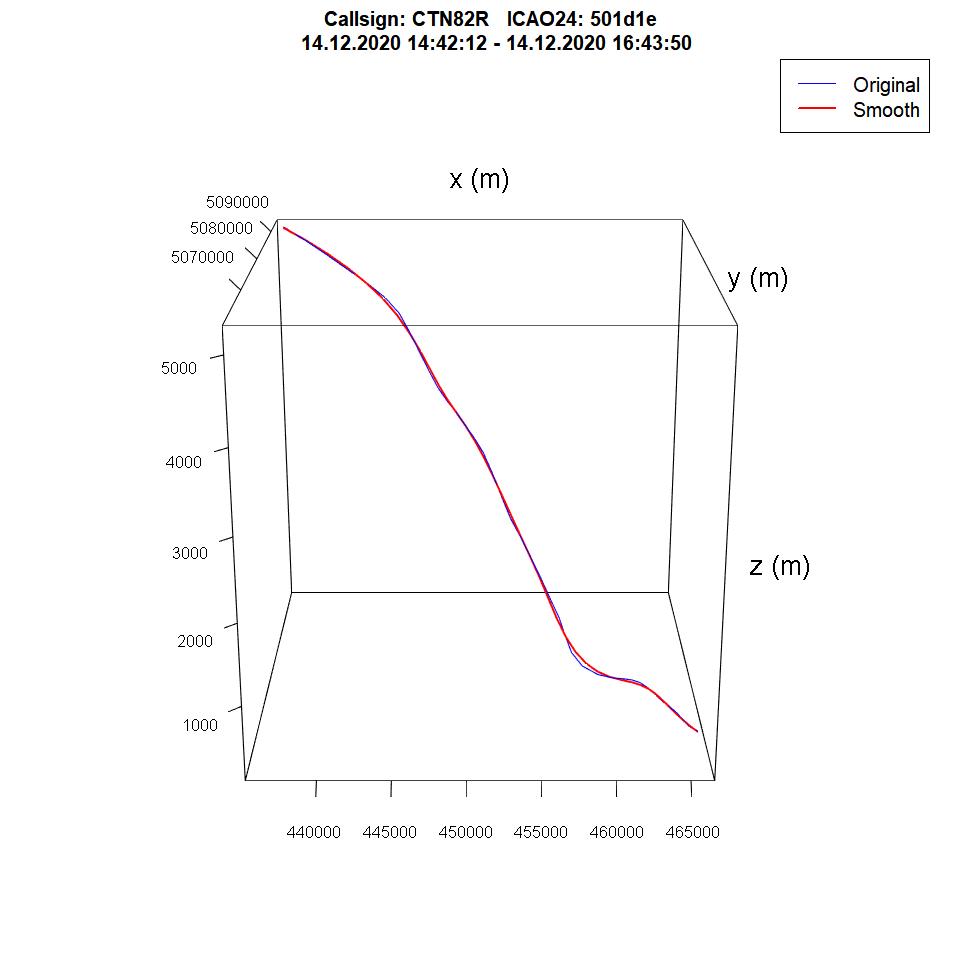 Callsign: CTN82R   ICAO24: 501d1e
14.12.2020 14:42:12 - 14.12.2020 16:43:50
Original
Smooth
x (m)
5090000
5080000
5070000
y (m)
5000
4000
3000
z (m)
2000
1000
440000 445000 450000 455000 460000 465000